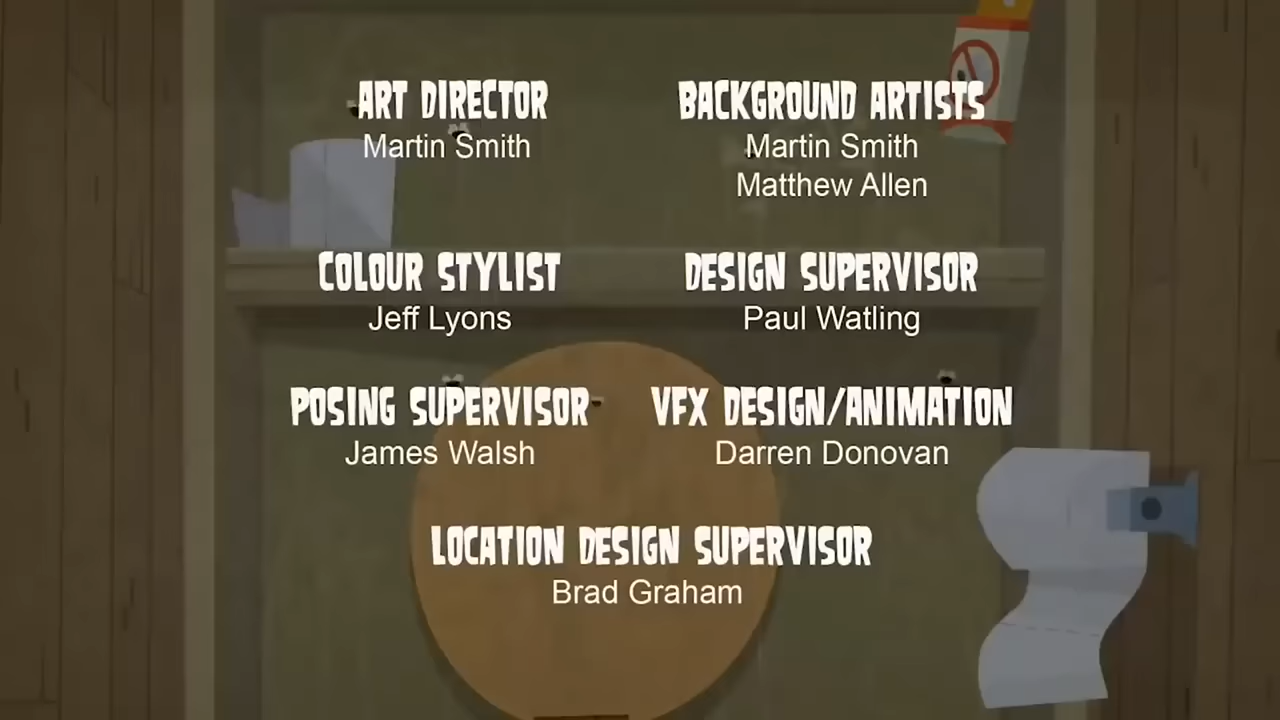 ART DIRECTOR
Martin Smith
BACKGROUND ARTISTS
Martin Smith
Matthew Allen
COLOUR STYLIST
Jeff Lyons
DESIGN SUPERVISOR
Paul Watling
POSING SUPERVISOR
James Walsh
VFX DESIGN/ANIMATION
Darren Donovan
LOCATION DESIGN SUPERVISOR
Brad Graham